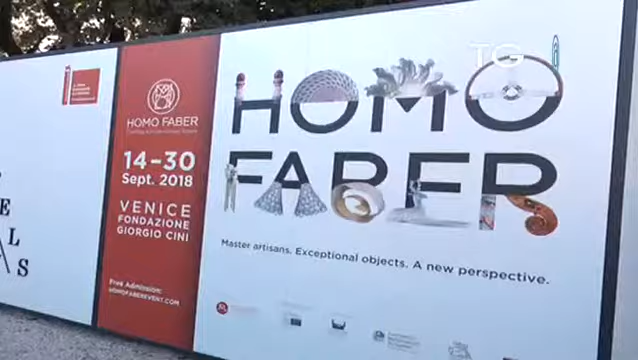 TG
HOMO FABER
14-30
Sept. 2018
VENICE
FONDAZIONE
GIORGIO CINI
Free Admission:
HOMOFABEREVENT.COM
HOMO
FABER
Master artisans. Exceptional objects. A new perspective.
E
L
A
S